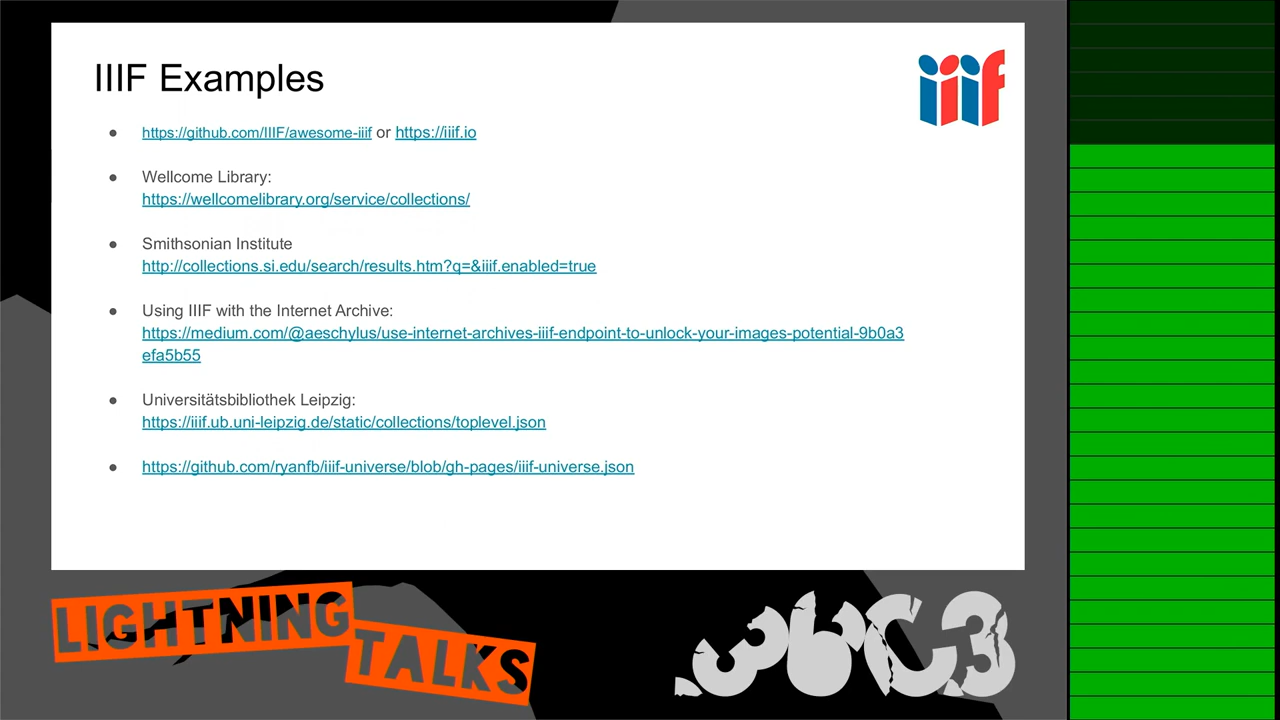 IIIF Examples
iiif
● https://github.com/IIIF/awesome-iiif or https://iiif.io
● Wellcome Library:
https://wellcomelibrary.org/service/collections/
● Smithsonian Institute
http://collections.si.edu/search/results.htm?q=&iiif.enabled=true
● Using IIIF with the Internet Archive:
https://medium.com/@aeschylus/use-internet-archives-iiif-endpoint-to-unlock-your-images-potential-9b0a3
efa5b55
● Universitätsbibliothek Leipzig:
https://iiif.ub.uni-leipzig.de/static/collections/toplevel.json
● https://github.com/ryanfb/iiif-universe/blob/gh-pages/iiif-universe.json
LIGHTNING
TALKS
36C3